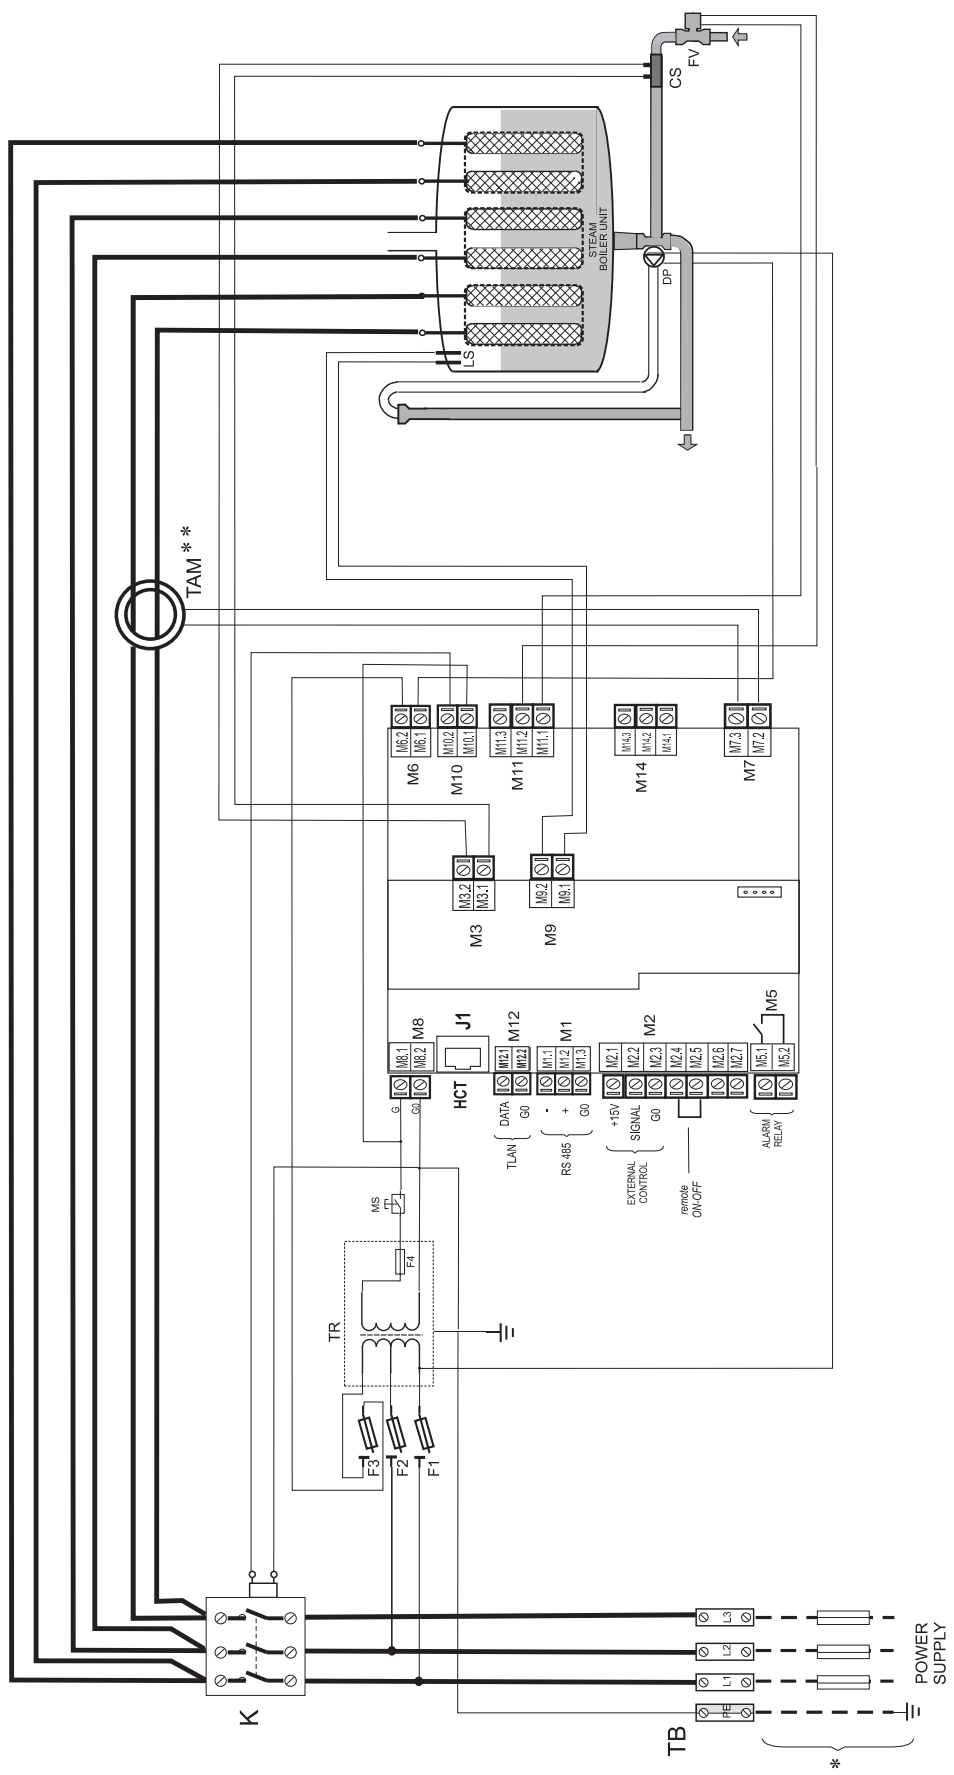 FV
CS
STEAM
BOILER UNIT
DP
LS
TAM * *
M6.2
M6.1
M6
M10.2
M10.1
M10
M11.3
M11.2
M11.1
M11
M14.3
M14.2
M14.1
M14
M7.3
M7.2
M7
M3.2
M3.1
M3
M9.2
M9.1
M9
M8.1
M8.2
M8
G
G0
J1
HCT
M12.1
M12.2
M12
DATA
G0
TLAN
M1.1
M1.2
M1.3
M1
-
+
G0
RS 485
M2.1
M2.2
M2.3
M2.4
M2.5
M2.6
M2.7
M2
+15V
SIGNAL
G0
EXTERNAL
CONTROL
remote
ON-OFF
M5.1
M5.2
M5
ALARM
RELAY
MS
F4
TR
F3
F2
F1
K
L3
L2
L1
PE
TB
POWER
SUPPLY
*